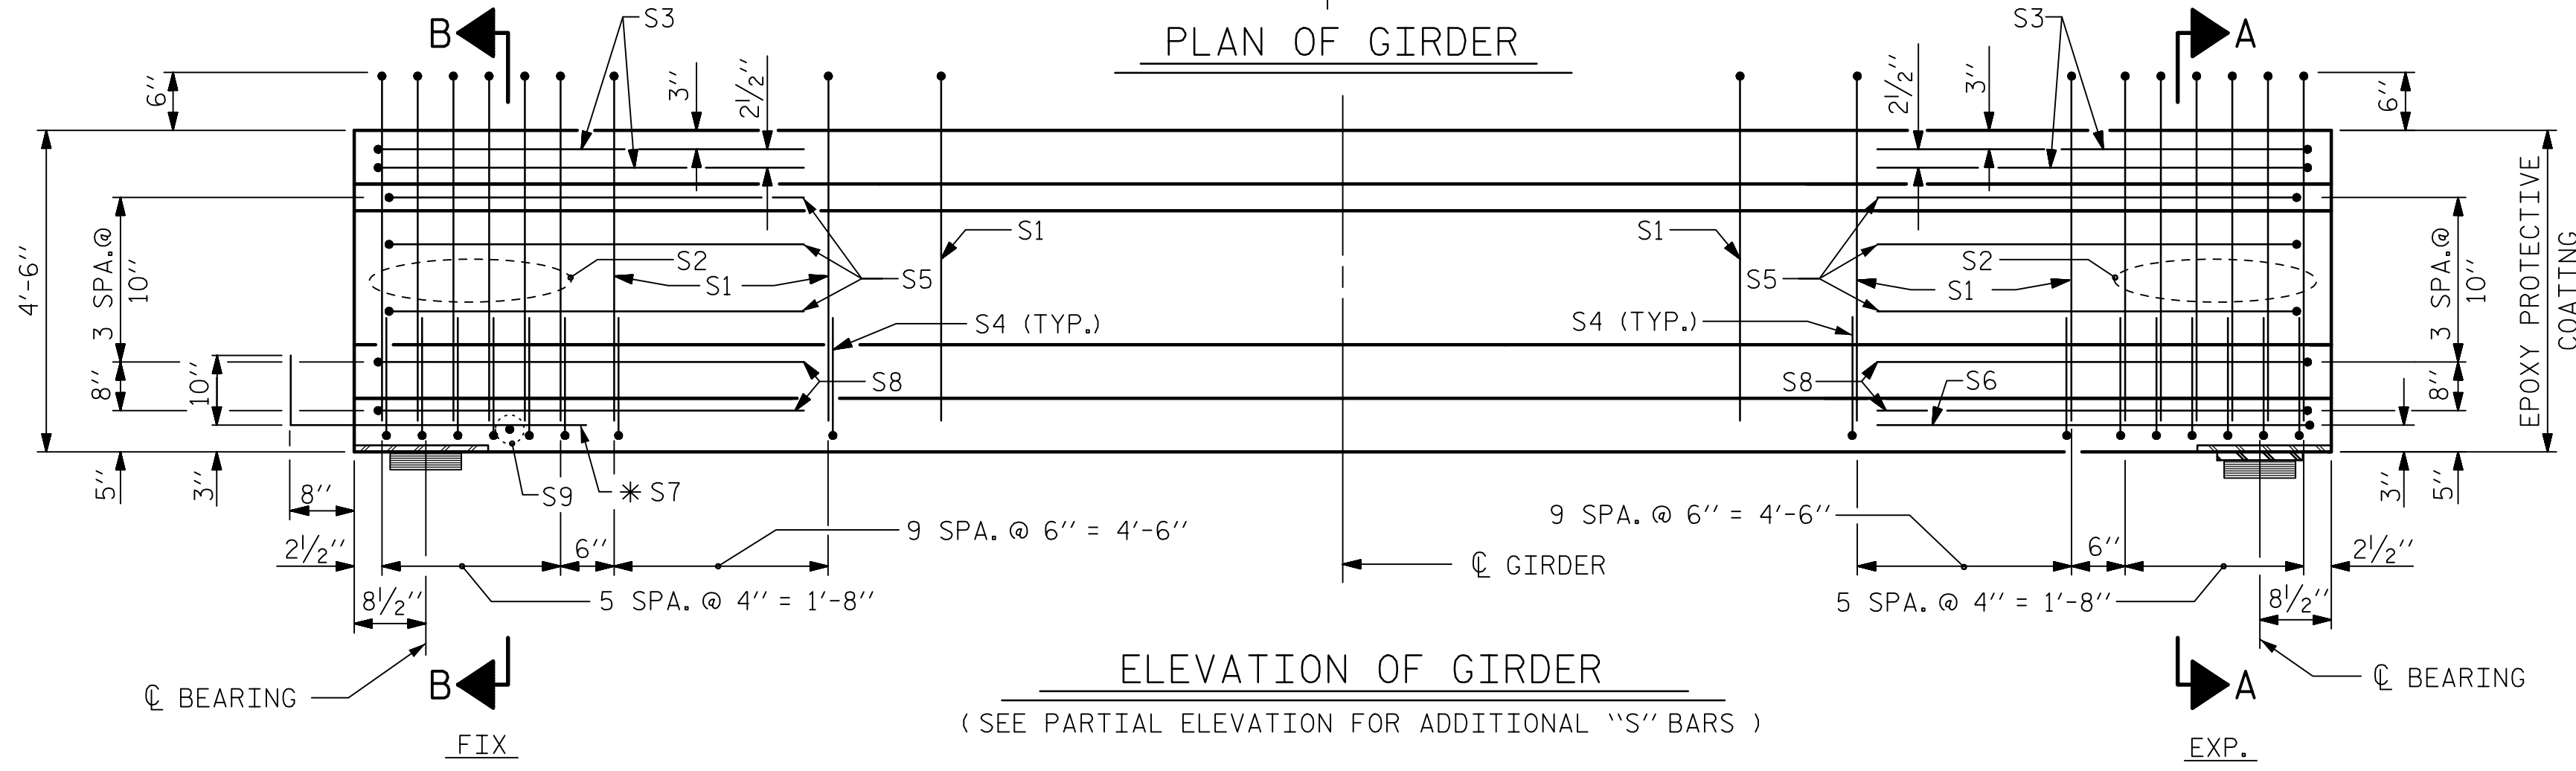 PLAN OF GIRDER
B
S3
S3
A
6''
3''
2½''
2½''
3''
6''
4'-6''
3 SPA.@
10''
S1
S2
S1
S5
S4 (TYP.)
S8
8''
10''
S1
S5
S2
S1
S4 (TYP.)
S8
S6
3 SPA.@
10''
8''
EPOXY PROTECTIVE
COATING
5''
3''
8''
S9
✳ S7
3''
5''
2½''
6''
9 SPA. @ 6'' = 4'-6''
5 SPA. @ 4'' = 1'-8''
8½''
℄ GIRDER
9 SPA. @ 6'' = 4'-6''
6''
2½''
5 SPA. @ 4'' = 1'-8''
8½''
℄ BEARING
B
FIX
ELEVATION OF GIRDER
( SEE PARTIAL ELEVATION FOR ADDITIONAL ''S'' BARS )
A
℄ BEARING
EXP.